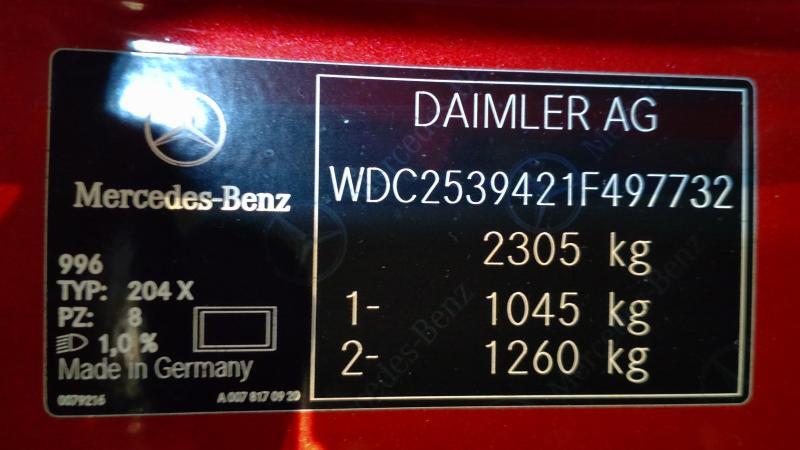 Mercedes-Benz
996
TYP: 204 X
PZ: 8
1,0 %
Made in Germany
0079216
A 007 817 09 20
DAIMLER AG
WDC2539421F497732
2305 kg
1- 1045 kg
2- 1260 kg